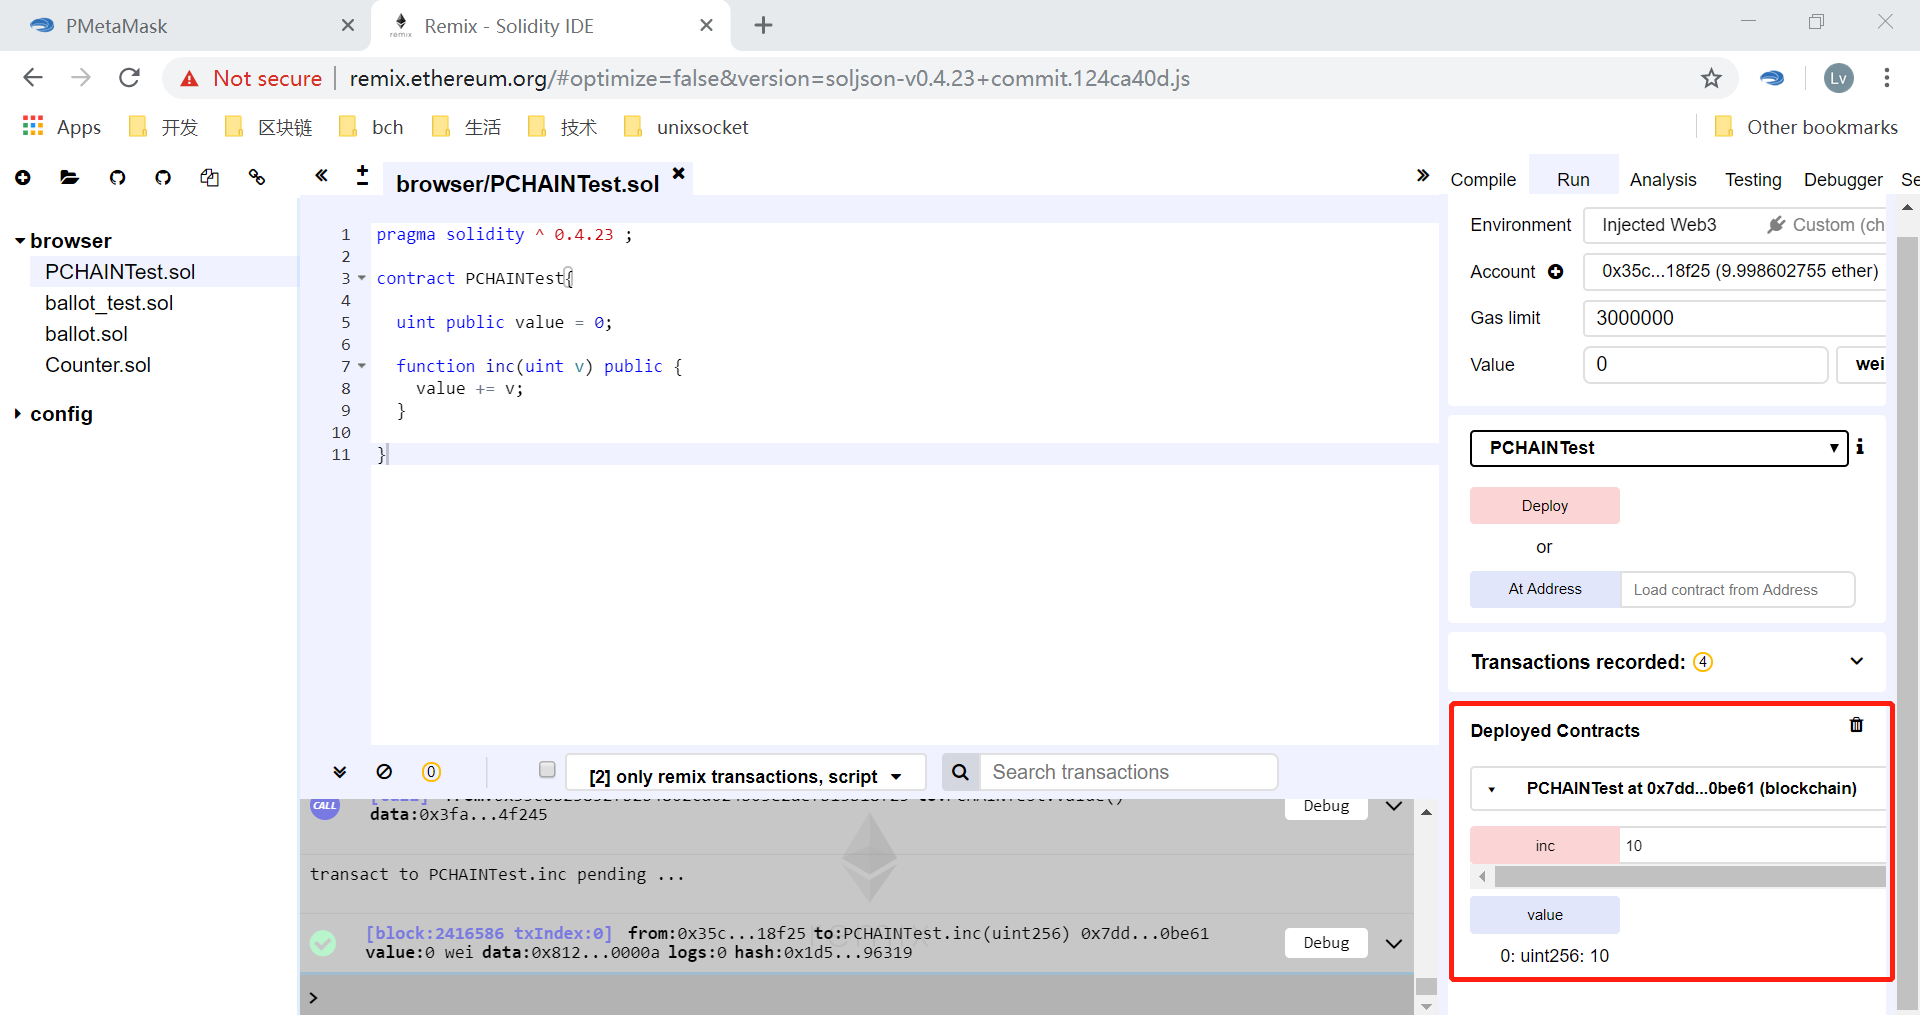 PMetaMask
Remix - Solidity IDE
remix
Not secure
remix.ethereum.org/#optimize=false&version=soljson-v0.4.23+commit.124ca40d.js
Lv
Apps
开发
区块链
bch
生活
技术
unixsocket
Other bookmarks
browser
PCHAINTest.sol
ballot_test.sol
ballot.sol
Counter.sol
config
browser/PCHAINTest.sol
1 pragma solidity ^ 0.4.23 ;
2
3 contract PCHAINTest{
4
5 uint public value = 0;
6
7 function inc(uint v) public {
8 value += v;
9 }
10
11 }
0
[2] only remix transactions, script
Search transactions
CALL
data:0x3fa...4f245
Debug
transact to PCHAINTest.inc pending ...
[block:2416586 txIndex:0] from:0x35c...18f25 to:PCHAINTest.inc(uint256) 0x7dd...0be61
value:0 wei data:0x812...0000a logs:0 hash:0x1d5...96319
Debug
>
Compile
Run
Analysis
Testing
Debugger
Se
Environment
Injected Web3
Custom (ch
Account
0x35c...18f25 (9.998602755 ether)
Gas limit
3000000
Value
0
wei
PCHAINTest
Deploy
or
At Address
Load contract from Address
Transactions recorded: 4
Deployed Contracts
PCHAINTest at 0x7dd...0be61 (blockchain)
inc
10
value
0: uint256: 10